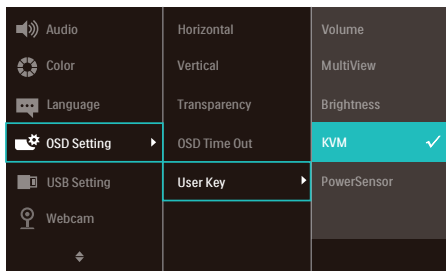 Audio
Color
Language
OSD Setting
USB Setting
Webcam
Horizontal
Vertical
Transparency
OSD Time Out
User Key
Volume
MultiView
Brightness
KVM
PowerSensor